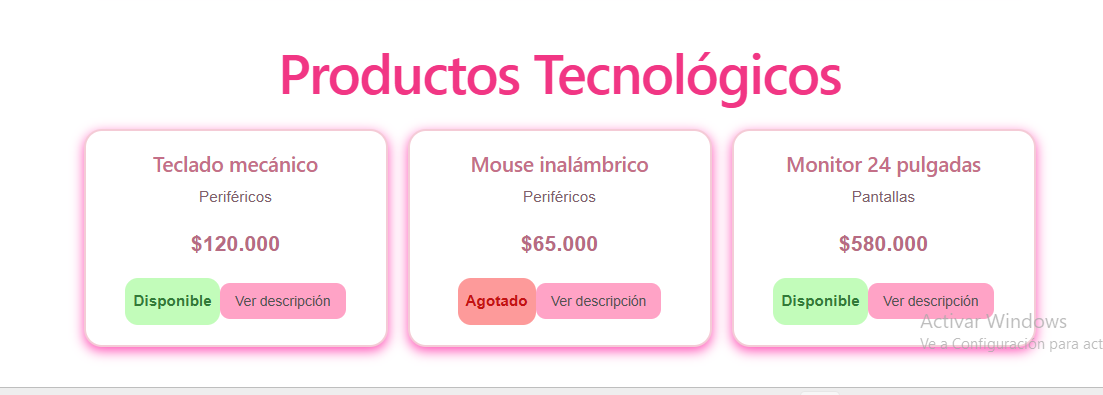 Productos Tecnológicos
Teclado mecánico
Periféricos
$120.000
Disponible
Ver descripción
Mouse inalámbrico
Periféricos
$65.000
Agotado
Ver descripción
Monitor 24 pulgadas
Pantallas
$580.000
Disponible
Ver descripción
Activar Windows
Ve a Configuración para act